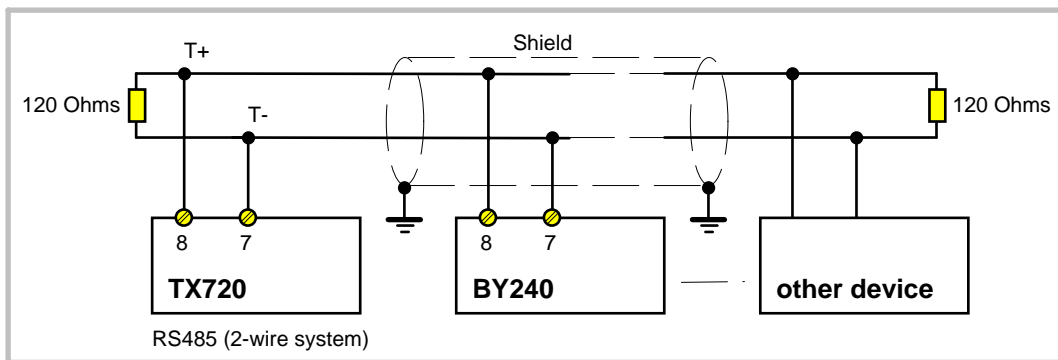 Shield
T+
120 Ohms
120 Ohms
T-
8 7
8 7
TX720
BY240
other device
RS485 (2-wire system)